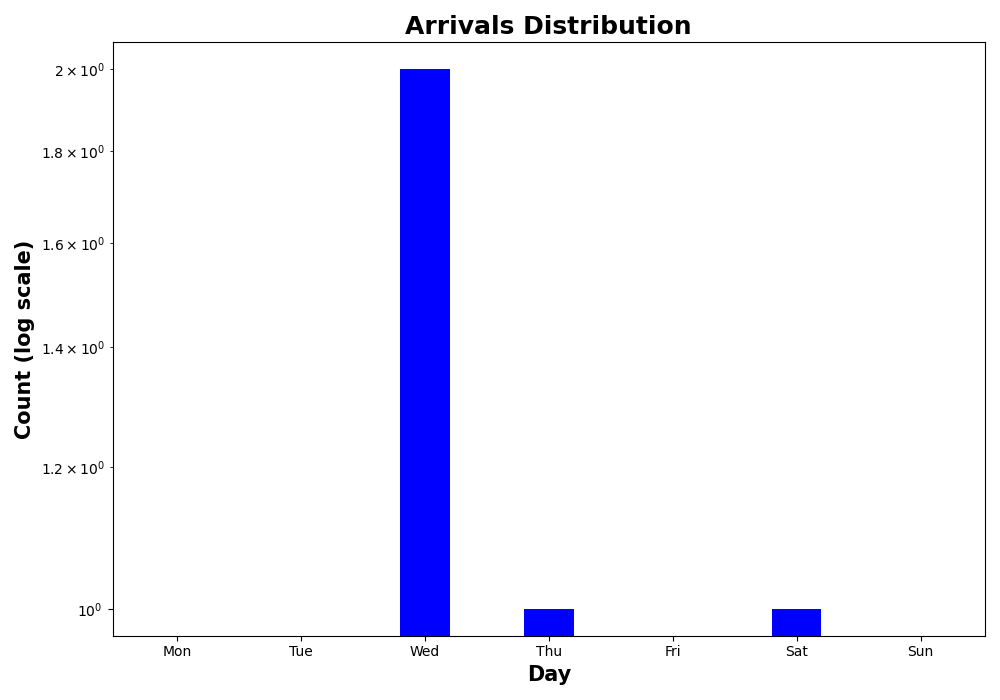 Arrivals Distribution
2 × 10⁰
1.8 × 10⁰
1.6 × 10⁰
1.4 × 10⁰
1.2 × 10⁰
10⁰
Count (log scale)
Mon Tue Wed Thu Fri Sat Sun
Day